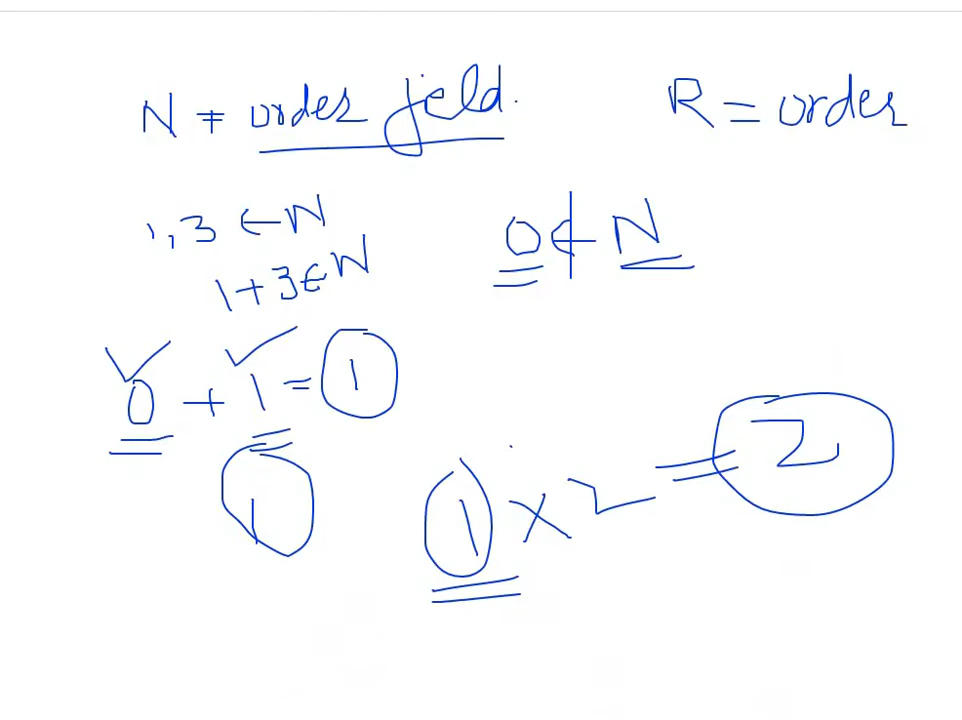 N ≠ order field.
R = order
1, 3 ∈ N
1 + 3 ∈ N
0 ∉ N
0 + 1 = 1
1
1 × 2 = 2